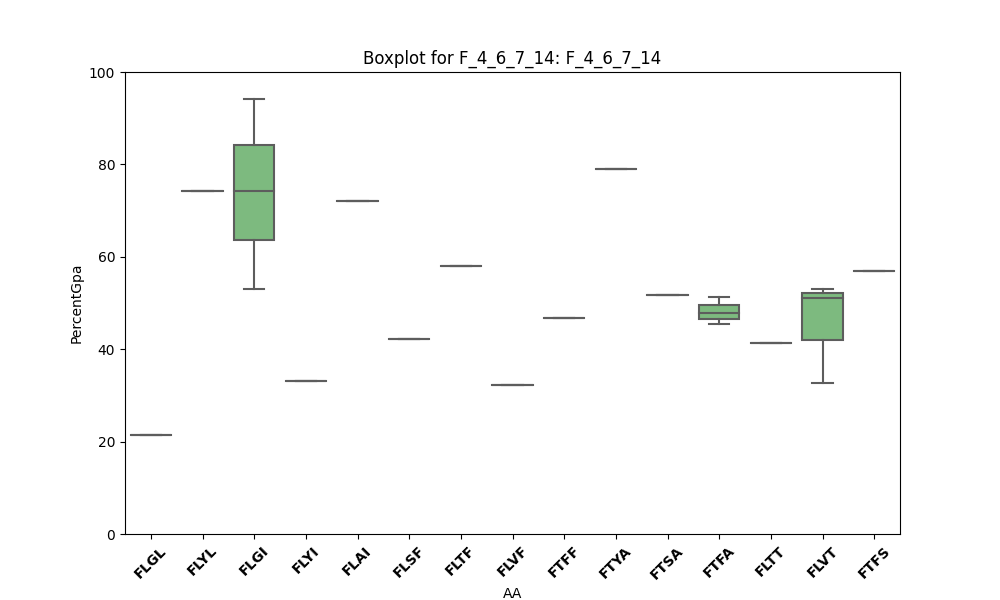 Boxplot for F_4_6_7_14: F_4_6_7_14
PercentGpa
100
80
60
40
20
0
FLGL FLYL FLGI FLYI FLAI FLSF FLTF FLVF FTFF FTYA FTSA FTFA FLTT FLVT FTFS
AA